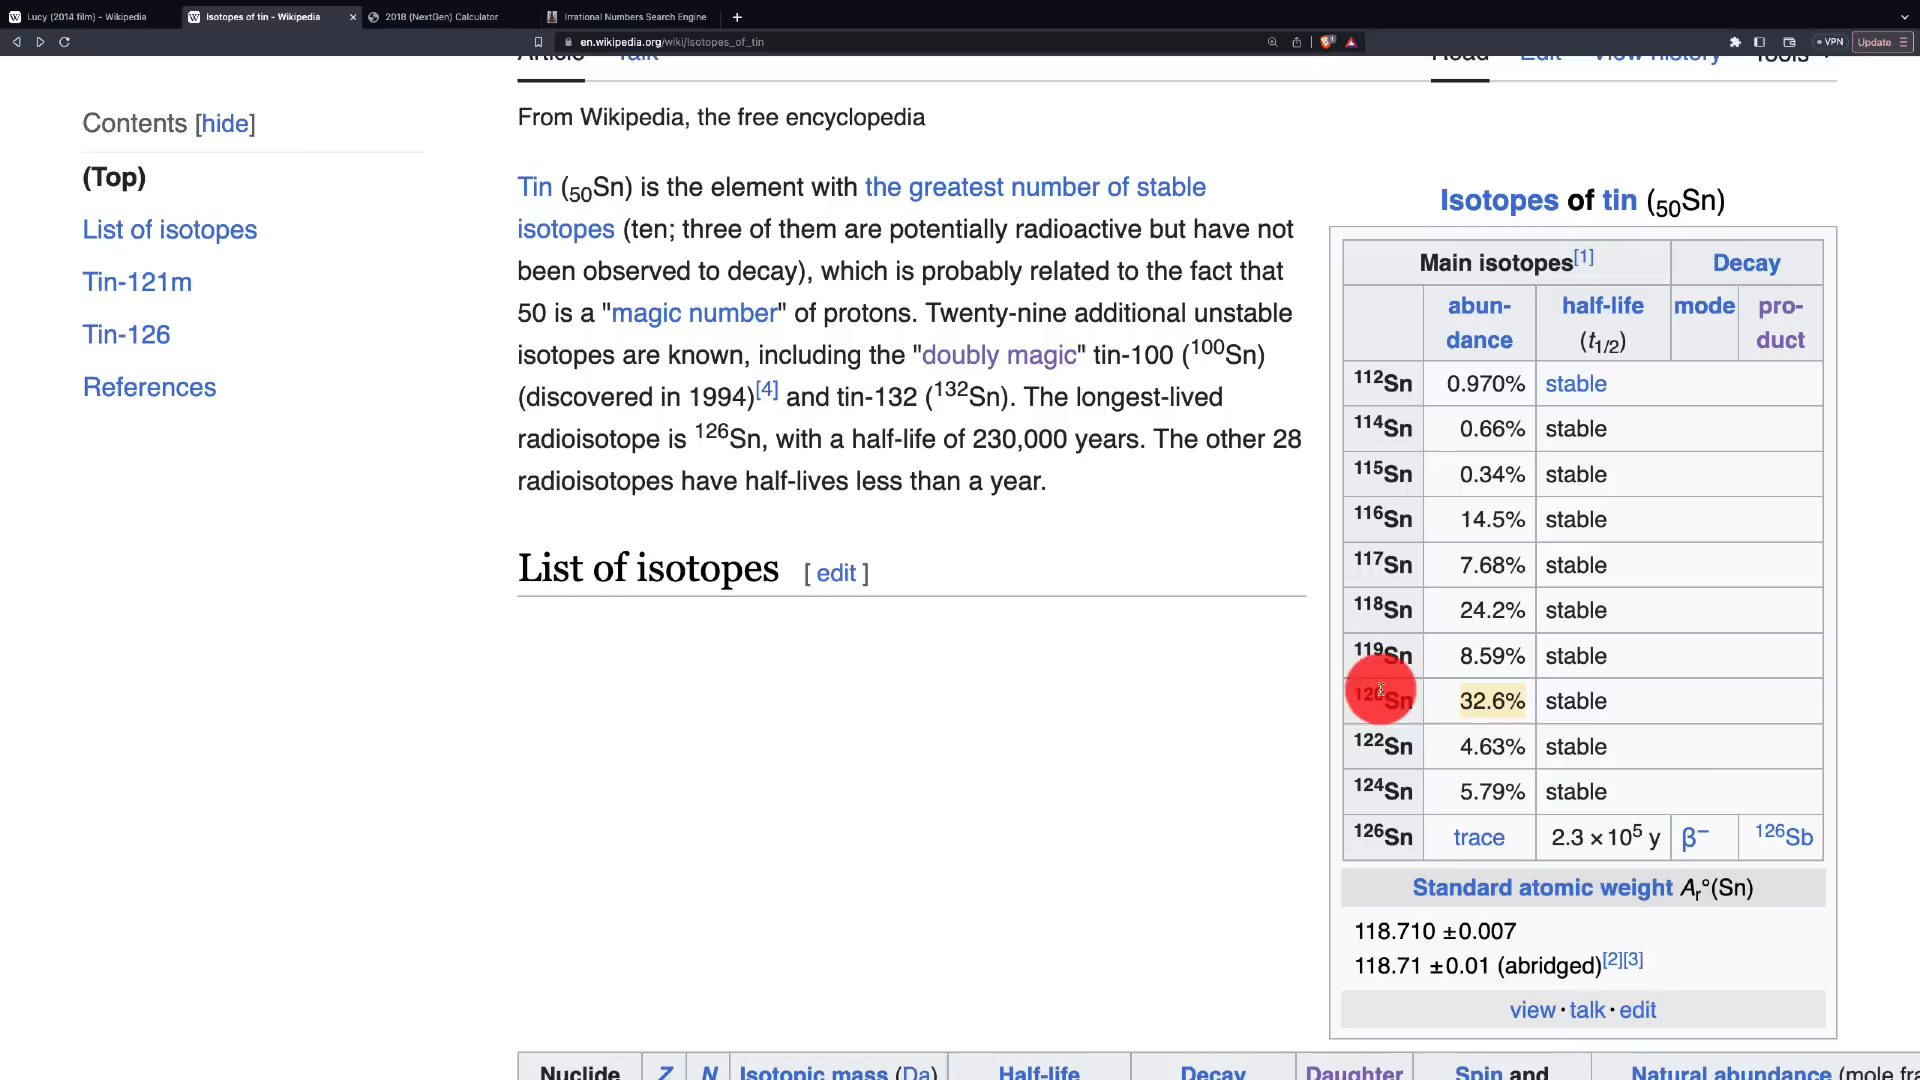 Lucy (2014 film) - Wikipedia
Isotopes of tin - Wikipedia
2018 (NextGen) Calculator
Irrational Numbers Search Engine
en.wikipedia.org/wiki/Isotopes_of_tin
VPN
Update
Article Talk
Read Edit View history Tools
Contents [hide]
(Top)
List of isotopes
Tin-121m
Tin-126
References
From Wikipedia, the free encyclopedia
Tin (₅₀Sn) is the element with the greatest number of stable
isotopes (ten; three of them are potentially radioactive but have not
been observed to decay), which is probably related to the fact that
50 is a "magic number" of protons. Twenty-nine additional unstable
isotopes are known, including the "doubly magic" tin-100 (¹⁰⁰Sn)
(discovered in 1994)[4] and tin-132 (¹³²Sn). The longest-lived
radioisotope is ¹²⁶Sn, with a half-life of 230,000 years. The other 28
radioisotopes have half-lives less than a year.
List of isotopes [ edit ]
Isotopes of tin (₅₀Sn)
Main isotopes[1] Decay
abun-
dance half-life
(t1/2) mode pro-
duct
¹¹²Sn 0.970% stable
¹¹⁴Sn 0.66% stable
¹¹⁵Sn 0.34% stable
¹¹⁶Sn 14.5% stable
¹¹⁷Sn 7.68% stable
¹¹⁸Sn 24.2% stable
¹¹⁹Sn 8.59% stable
¹²⁰Sn 32.6% stable
¹²²Sn 4.63% stable
¹²⁴Sn 5.79% stable
¹²⁶Sn trace 2.3 × 10⁵ y β⁻ ¹²⁶Sb
Standard atomic weight Ar°(Sn)
118.710 ±0.007
118.71 ±0.01 (abridged)[2][3]
view · talk · edit
Nuclide Z N Isotopic mass (Da) Half-life Decay Daughter Spin and Natural abundance (mole